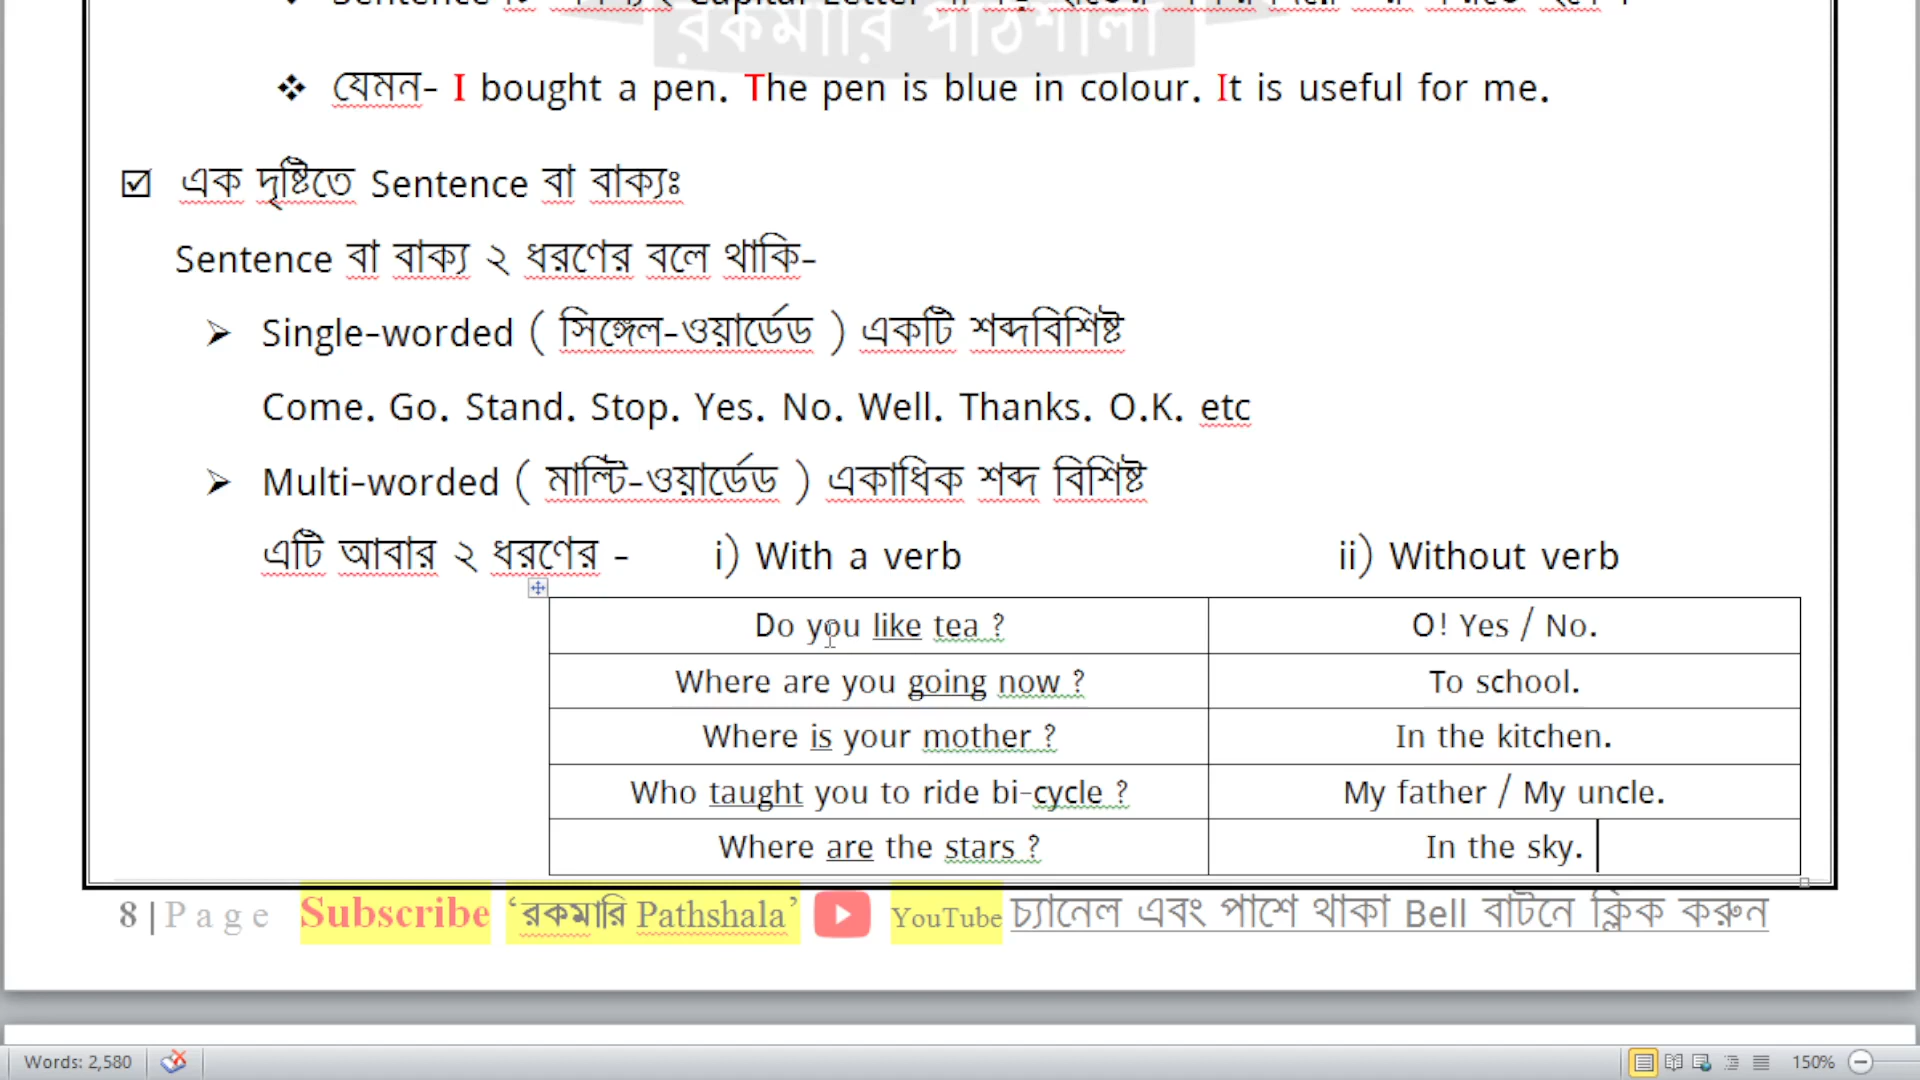 রকমারি পাঠশালা
❖ যেমন- I bought a pen. The pen is blue in colour. It is useful for me.
☑ এক দৃষ্টিতে Sentence বা বাক্যঃ
Sentence বা বাক্য ২ ধরণের বলে থাকি-
➢ Single-worded ( সিঙ্গেল-ওয়ার্ডেড ) একটি শব্দবিশিষ্ট
Come. Go. Stand. Stop. Yes. No. Well. Thanks. O.K. etc
➢ Multi-worded ( মাল্টি-ওয়ার্ডেড ) একাধিক শব্দ বিশিষ্ট
এটি আবার ২ ধরণের - i) With a verb ii) Without verb
Do you like tea ? O! Yes / No.
Where are you going now ? To school.
Where is your mother ? In the kitchen.
Who taught you to ride bi-cycle ? My father / My uncle.
Where are the stars ? In the sky.
8 | P a g e Subscribe ‘রকমারি Pathshala’ YouTube চ্যানেল এবং পাশে থাকা Bell বাটনে ক্লিক করুন
Words: 2,580 150%